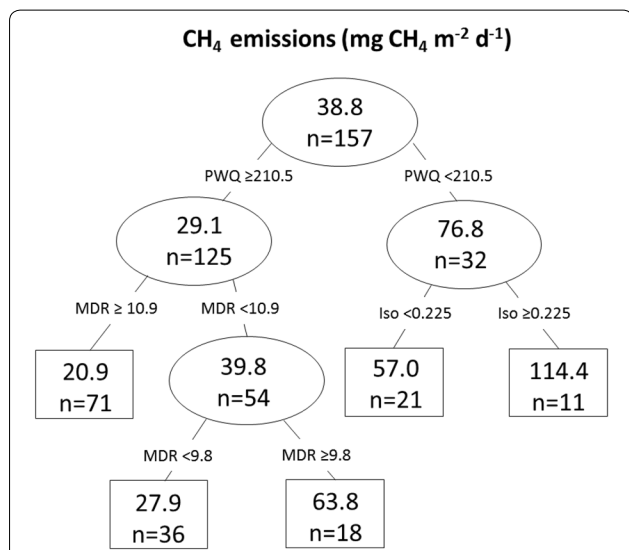 CH₄ emissions (mg CH₄ m⁻² d⁻¹)
38.8
n=157
PWQ ≥210.5
PWQ <210.5
29.1
n=125
76.8
n=32
MDR ≥ 10.9
MDR <10.9
Iso <0.225
Iso ≥0.225
20.9
n=71
39.8
n=54
57.0
n=21
114.4
n=11
MDR <9.8
MDR ≥9.8
27.9
n=36
63.8
n=18